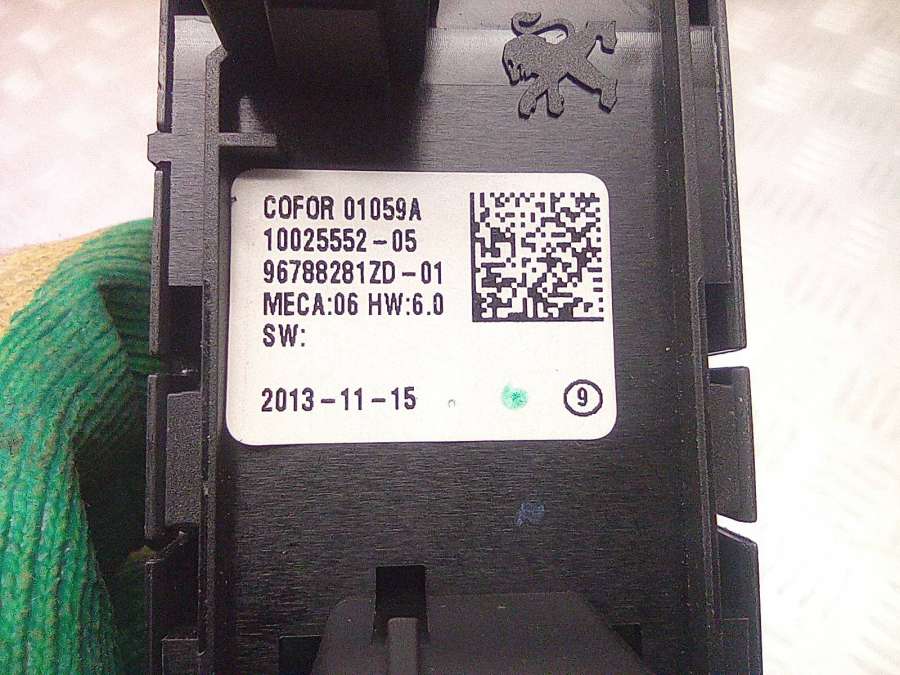 COFOR 01059A
10025552-05
96788281ZD-01
MECA:06 HW:6.0
SW:
2013-11-15
9